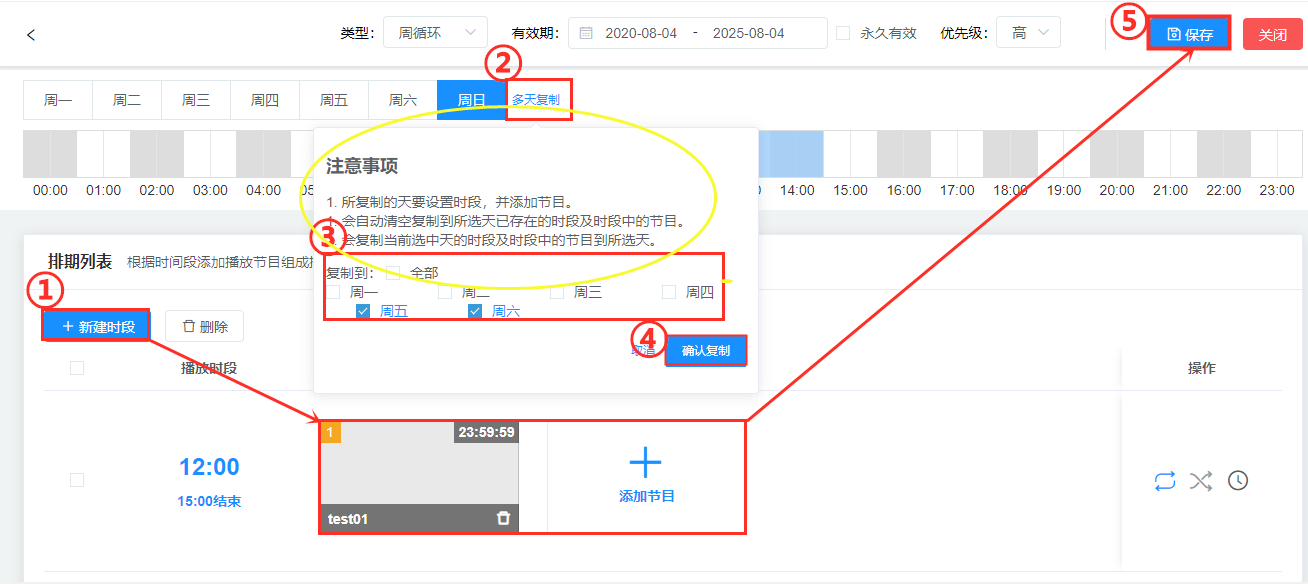 类型： 周循环 有效期： 2020-08-04 - 2025-08-04 永久有效 优先级： 高 ⑤ 保存 关闭
②
周一 周二 周三 周四 周五 周六 周日 多天复制
00:00 01:00 02:00 03:00 04:00 14:00 15:00 16:00 17:00 18:00 19:00 20:00 21:00 22:00 23:00
注意事项
1. 所复制的天要设置时段，并添加节目。
会自动清空复制到所选天已存在的时段及时段中的节目。
③
会复制当前选中天的时段及时段中的节目到所选天。
排期列表 根据时间段添加播放节目组成
复制到： 全部
周一 周二 周三 周四
周五 周六
①
+ 新建时段 删除
④
取消 确认复制
播放时段 操作
1 23:59:59
12:00
15:00结束
添加节目
test01